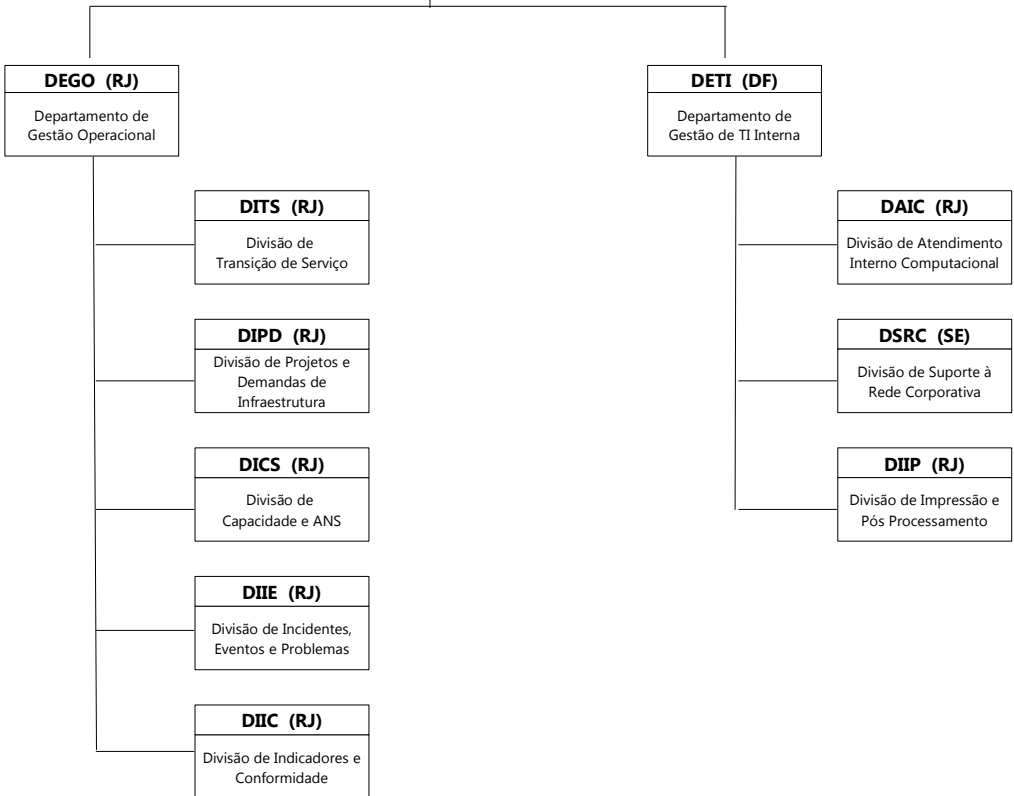 DEGO (RJ)
Departamento de
Gestão Operacional
DITS (RJ)
Divisão de
Transição de Serviço
DIPD (RJ)
Divisão de Projetos e
Demandas de
Infraestrutura
DICS (RJ)
Divisão de
Capacidade e ANS
DIIE (RJ)
Divisão de Incidentes,
Eventos e Problemas
DIIC (RJ)
Divisão de Indicadores e
Conformidade
DETI (DF)
Departamento de
Gestão de TI Interna
DAIC (RJ)
Divisão de Atendimento
Interno Computacional
DSRC (SE)
Divisão de Suporte à
Rede Corporativa
DIIP (RJ)
Divisão de Impressão e
Pós Processamento